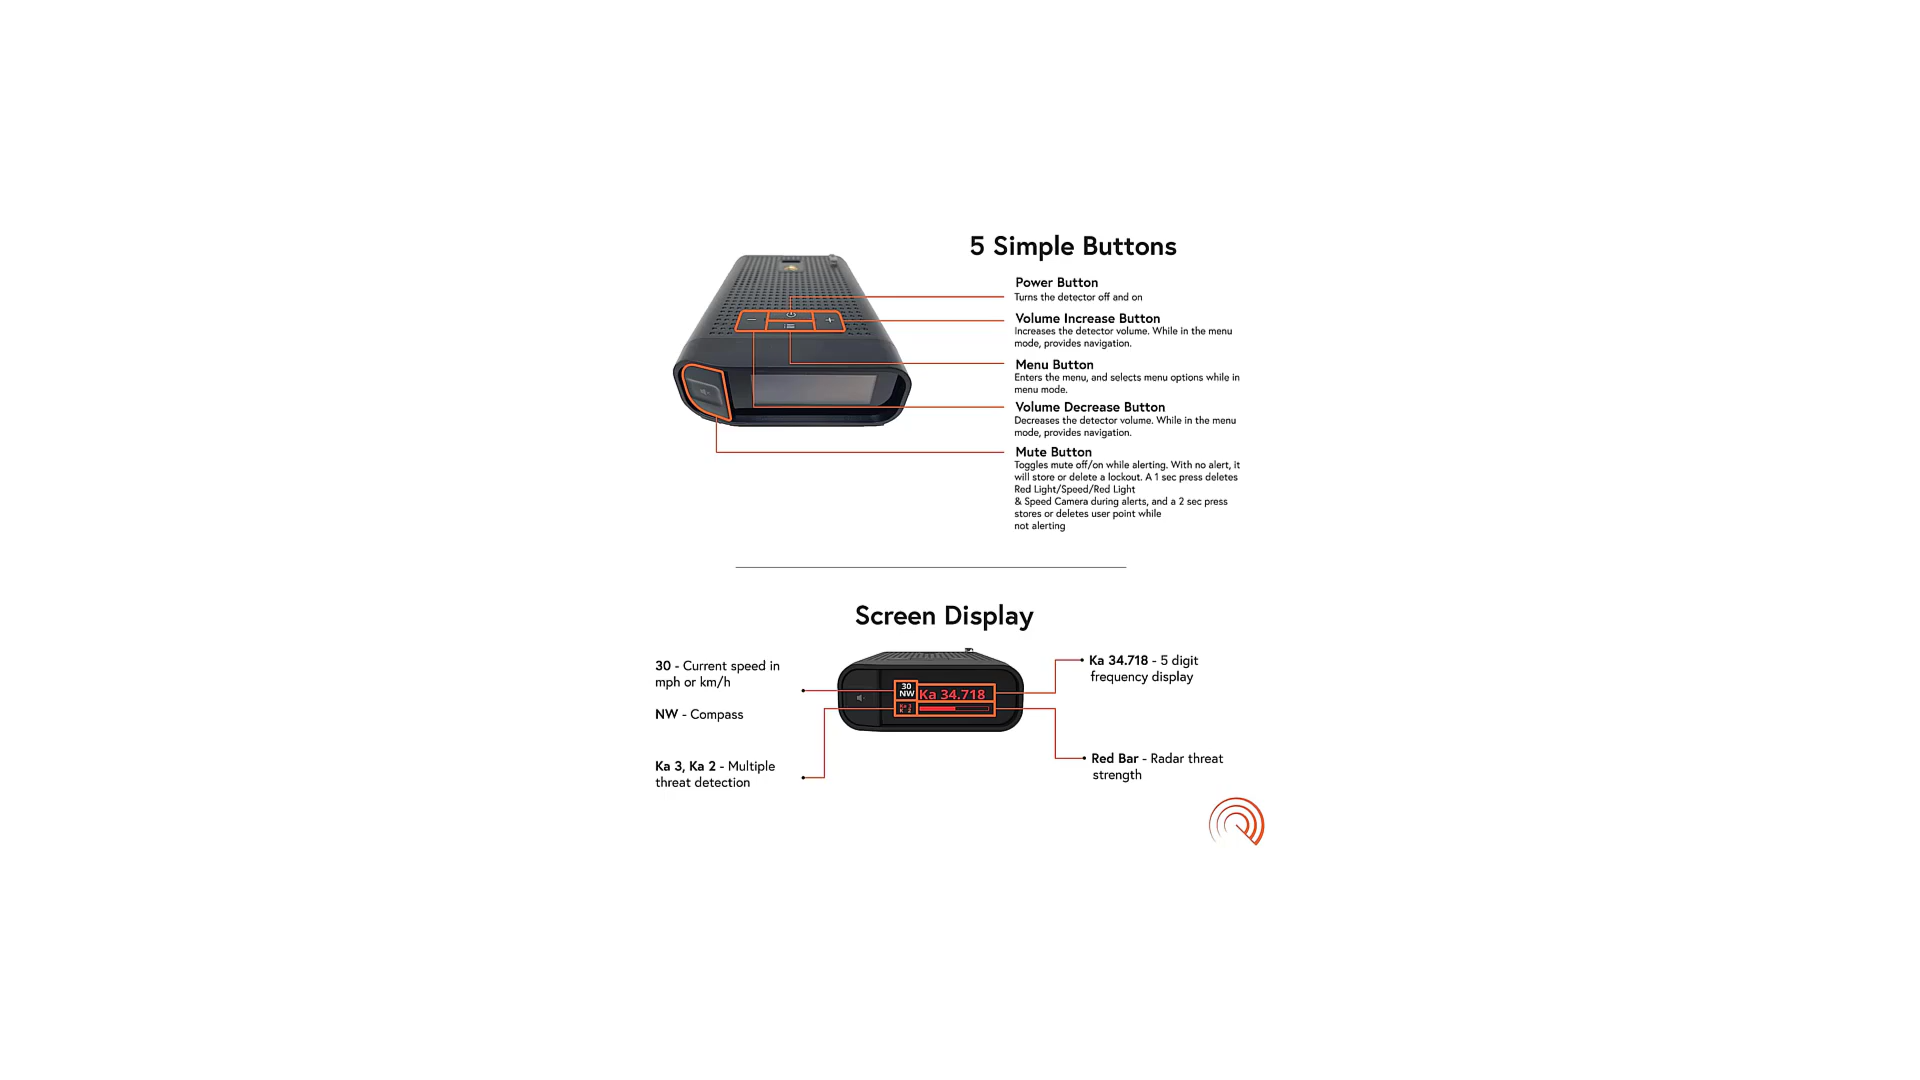 5 Simple Buttons
Power Button
Turns the detector off and on
Volume Increase Button
Increases the detector volume. While in the menu
mode, provides navigation.
Menu Button
Enters the menu, and selects menu options while in
menu mode.
Volume Decrease Button
Decreases the detector volume. While in the menu
mode, provides navigation.
Mute Button
Toggles mute off/on while alerting. With no alert, it
will store or delete a lockout. A 1 sec press deletes
Red Light/Speed/Red Light
& Speed Camera during alerts, and a 2 sec press
stores or deletes user point while
not alerting
Screen Display
30 - Current speed in
mph or km/h
NW - Compass
Ka 3, Ka 2 - Multiple
threat detection
30
NW
Ka 34.718
Ka 3
K 2
Ka 34.718 - 5 digit
frequency display
Red Bar - Radar threat
strength